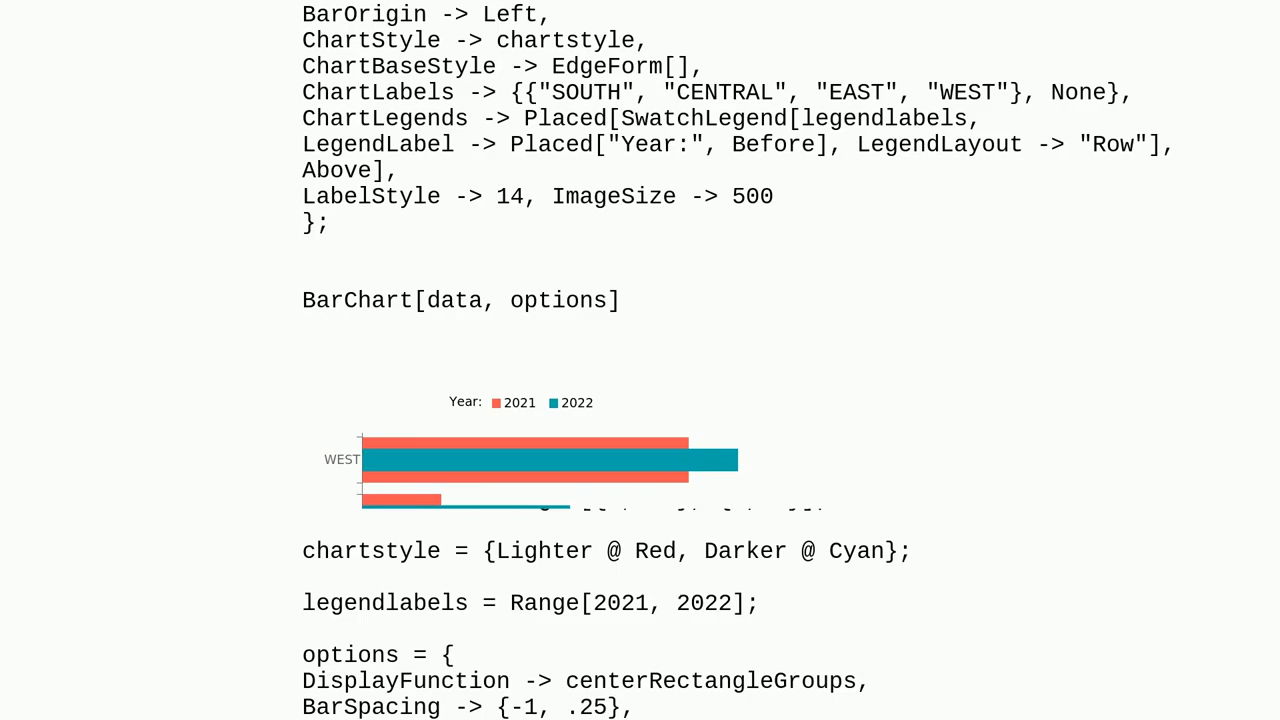 BarOrigin -> Left,
ChartStyle -> chartstyle,
ChartBaseStyle -> EdgeForm[],
ChartLabels -> {{"SOUTH", "CENTRAL", "EAST", "WEST"}, None},
ChartLegends -> Placed[SwatchLegend[legendlabels,
LegendLabel -> Placed["Year:", Before], LegendLayout -> "Row"],
Above],
LabelStyle -> 14, ImageSize -> 500
};
BarChart[data, options]
Year: 2021 2022
WEST
chartstyle = {Lighter @ Red, Darker @ Cyan};
legendlabels = Range[2021, 2022];
options = {
DisplayFunction -> centerRectangleGroups,
BarSpacing -> {-1, .25},